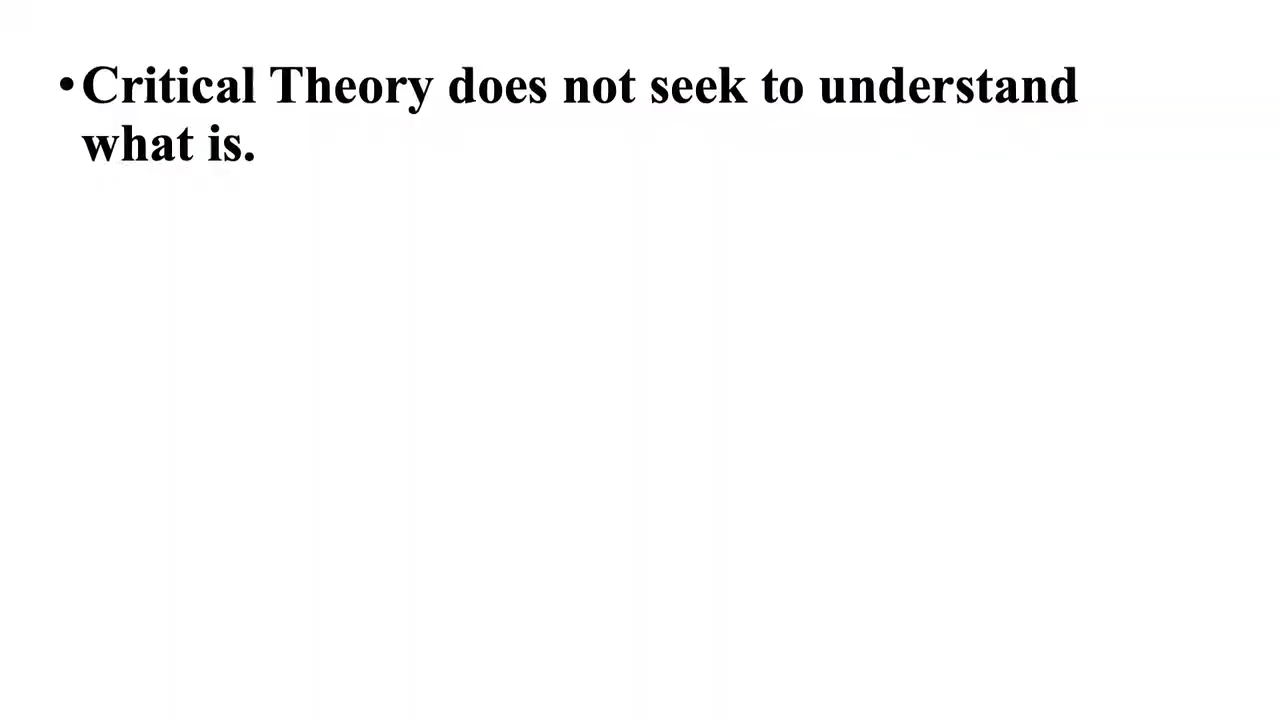 •Critical Theory does not seek to understand
what is.